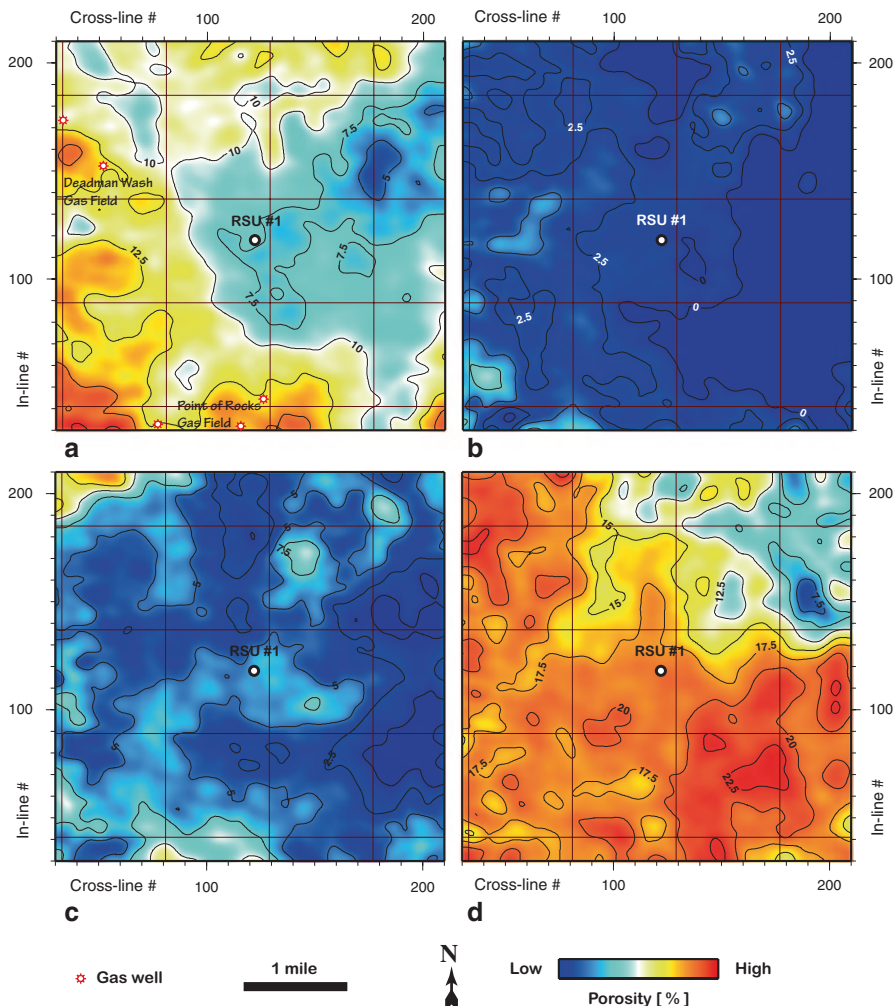 Cross-line # 100 200
Cross-line # 100 200
200
100
In-line #
10
10
7.5
10
5
10
Deadman Wash
Gas Field
RSU #1
12.5
7.5
7.5
10
Point of Rocks
Gas Field
a
2.5
2.5
RSU #1
2.5
2.5
0
0
b
200
100
In-line #
200
100
In-line #
5
5
7.5
5
RSU #1
5
5
2.5
5
Cross-line # 100 200
c
15
12.5
7.5
15
RSU #1
17.5
17.5
20
20
17.5
17.5
22.5
Cross-line # 100 200
d
200
100
In-line #
Gas well
1 mile
N
Low High
Porosity [ % ]